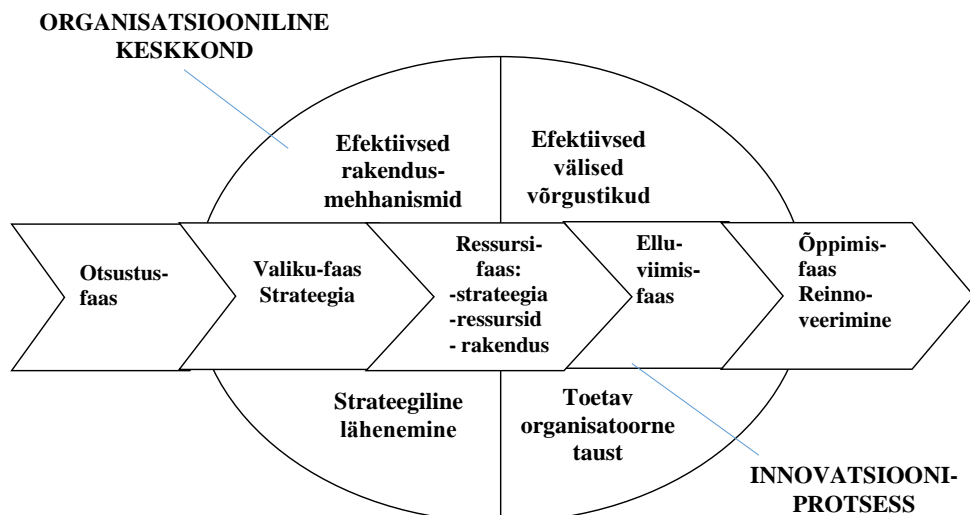 ORGANISATSIOONILINE
KESKKOND
Efektiivsed
rakendus-
mehhanismid
Efektiivsed
välised
võrgustikud
Otsustus-
faas
Valiku-faas
Strateegia
Ressursi-
faas:
-strateegia
-ressursid
- rakendus
Ellu-
viimis-
faas
Õppimis-
faas
Reinno-
veerimine
Strateegiline
lähenemine
Toetav
organisatoorne
taust
INNOVATSIOONI-
PROTSESS